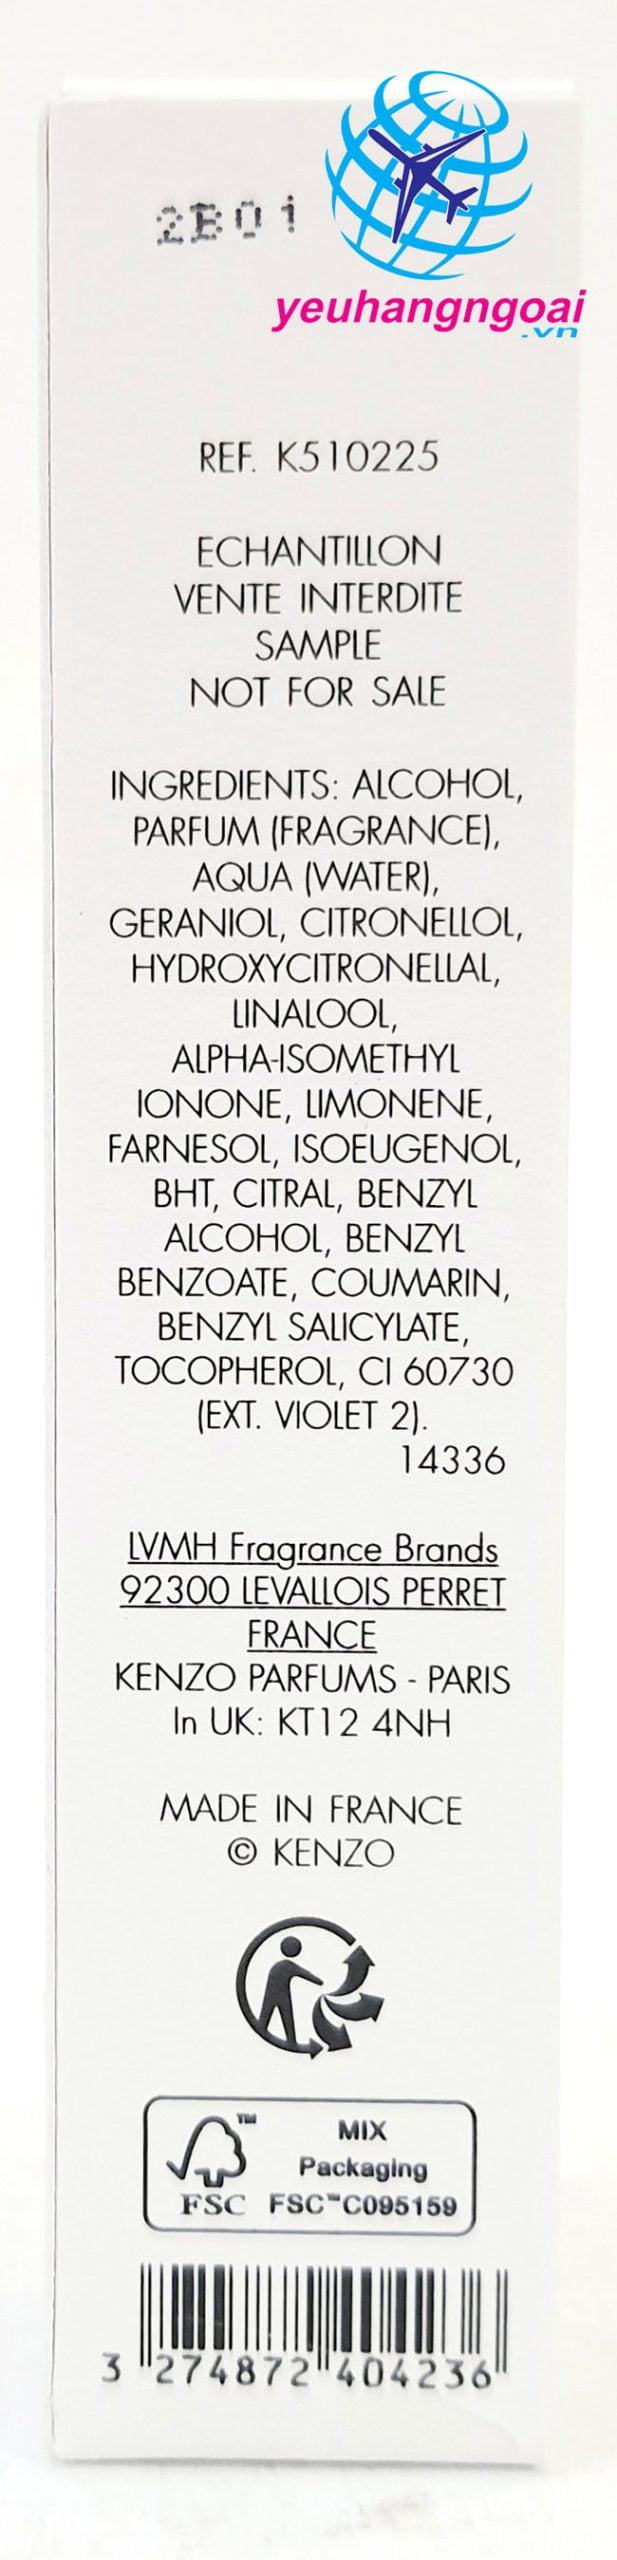 2B01
yeuhangngoai
.vn
REF. K510225
ECHANTILLON
VENTE INTERDITE
SAMPLE
NOT FOR SALE
INGREDIENTS: ALCOHOL,
PARFUM (FRAGRANCE),
AQUA (WATER),
GERANIOL, CITRONELLOL,
HYDROXYCITRONELLAL,
LINALOOL,
ALPHA-ISOMETHYL
IONONE, LIMONENE,
FARNESOL, ISOEUGENOL,
BHT, CITRAL, BENZYL
ALCOHOL, BENZYL
BENZOATE, COUMARIN,
BENZYL SALICYLATE,
TOCOPHEROL, CI 60730
(EXT. VIOLET 2).
14336
LVMH Fragrance Brands
92300 LEVALLOIS PERRET
FRANCE
KENZO PARFUMS - PARIS
In UK: KT12 4NH
MADE IN FRANCE
© KENZO
MIX
Packaging
FSC FSC™ C095159
3 274872 404236